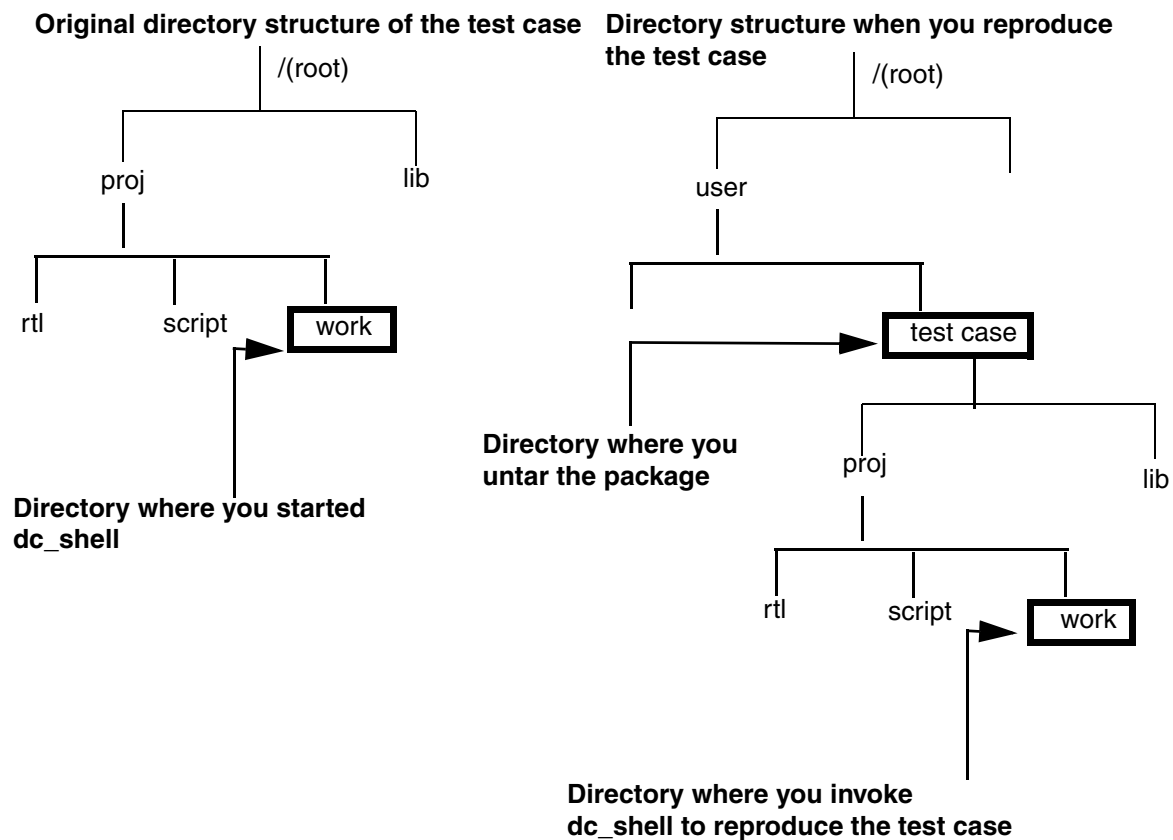 Original directory structure of the test case
/(root)
proj
lib
rtl
script
work
Directory where you started
dc_shell
Directory structure when you reproduce
the test case
/(root)
user
test case
Directory where you
untar the package
proj
lib
rtl
script
work
Directory where you invoke
dc_shell to reproduce the test case